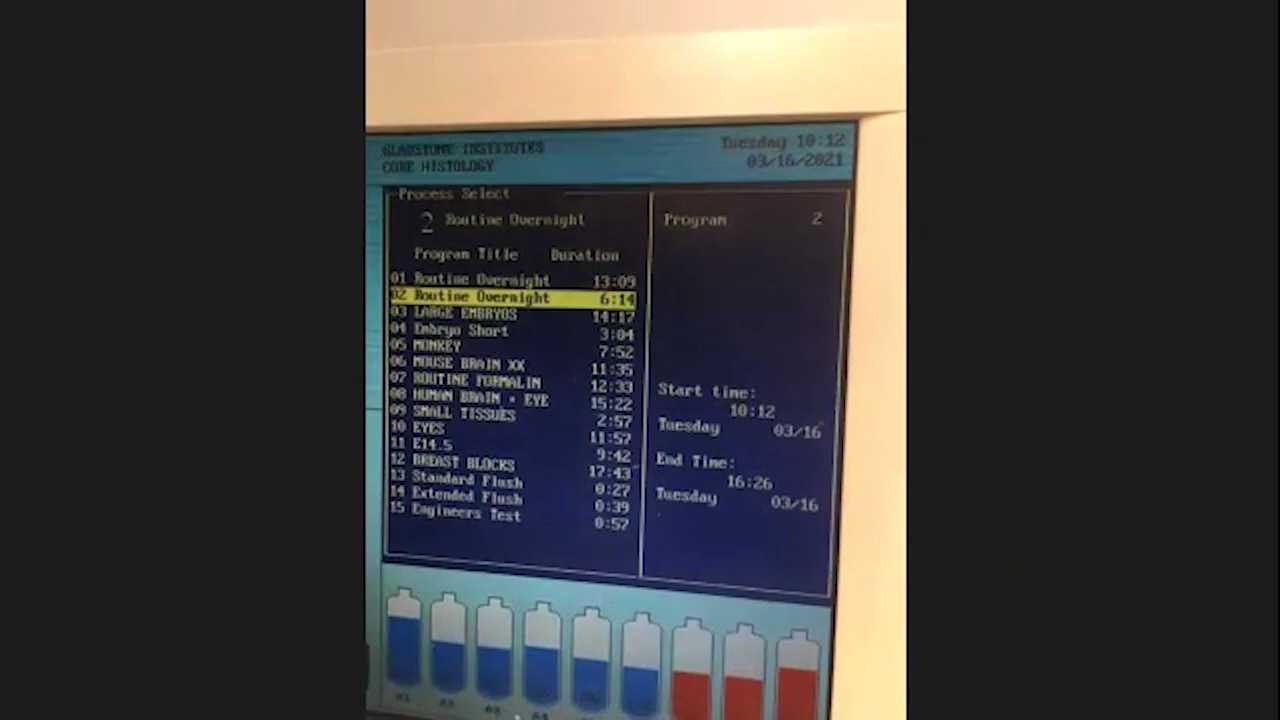 GLADSTONE INSTITUTES
CORE HISTOLOGY
Tuesday 10:12
03/16/2021
Process Select
2 Routine Overnight
Program Title Duration
01 Routine Overnight 13:09
02 Routine Overnight 6:14
03 LARGE EMBRYOS 14:17
04 Embryo Short 3:04
05 MONKEY 7:52
06 MOUSE BRAIN XX 11:35
07 ROUTINE FORMALIN 12:33
08 HUMAN BRAIN + EYE 15:22
09 SMALL TISSUES 2:57
10 EYES 11:57
11 E14.5 9:42
12 BREAST BLOCKS 17:43
13 Standard Flush 0:27
14 Extended Flush 0:39
15 Engineers Test 0:57
Program 2
Start time:
10:12
Tuesday 03/16
End Time:
16:26
Tuesday 03/16